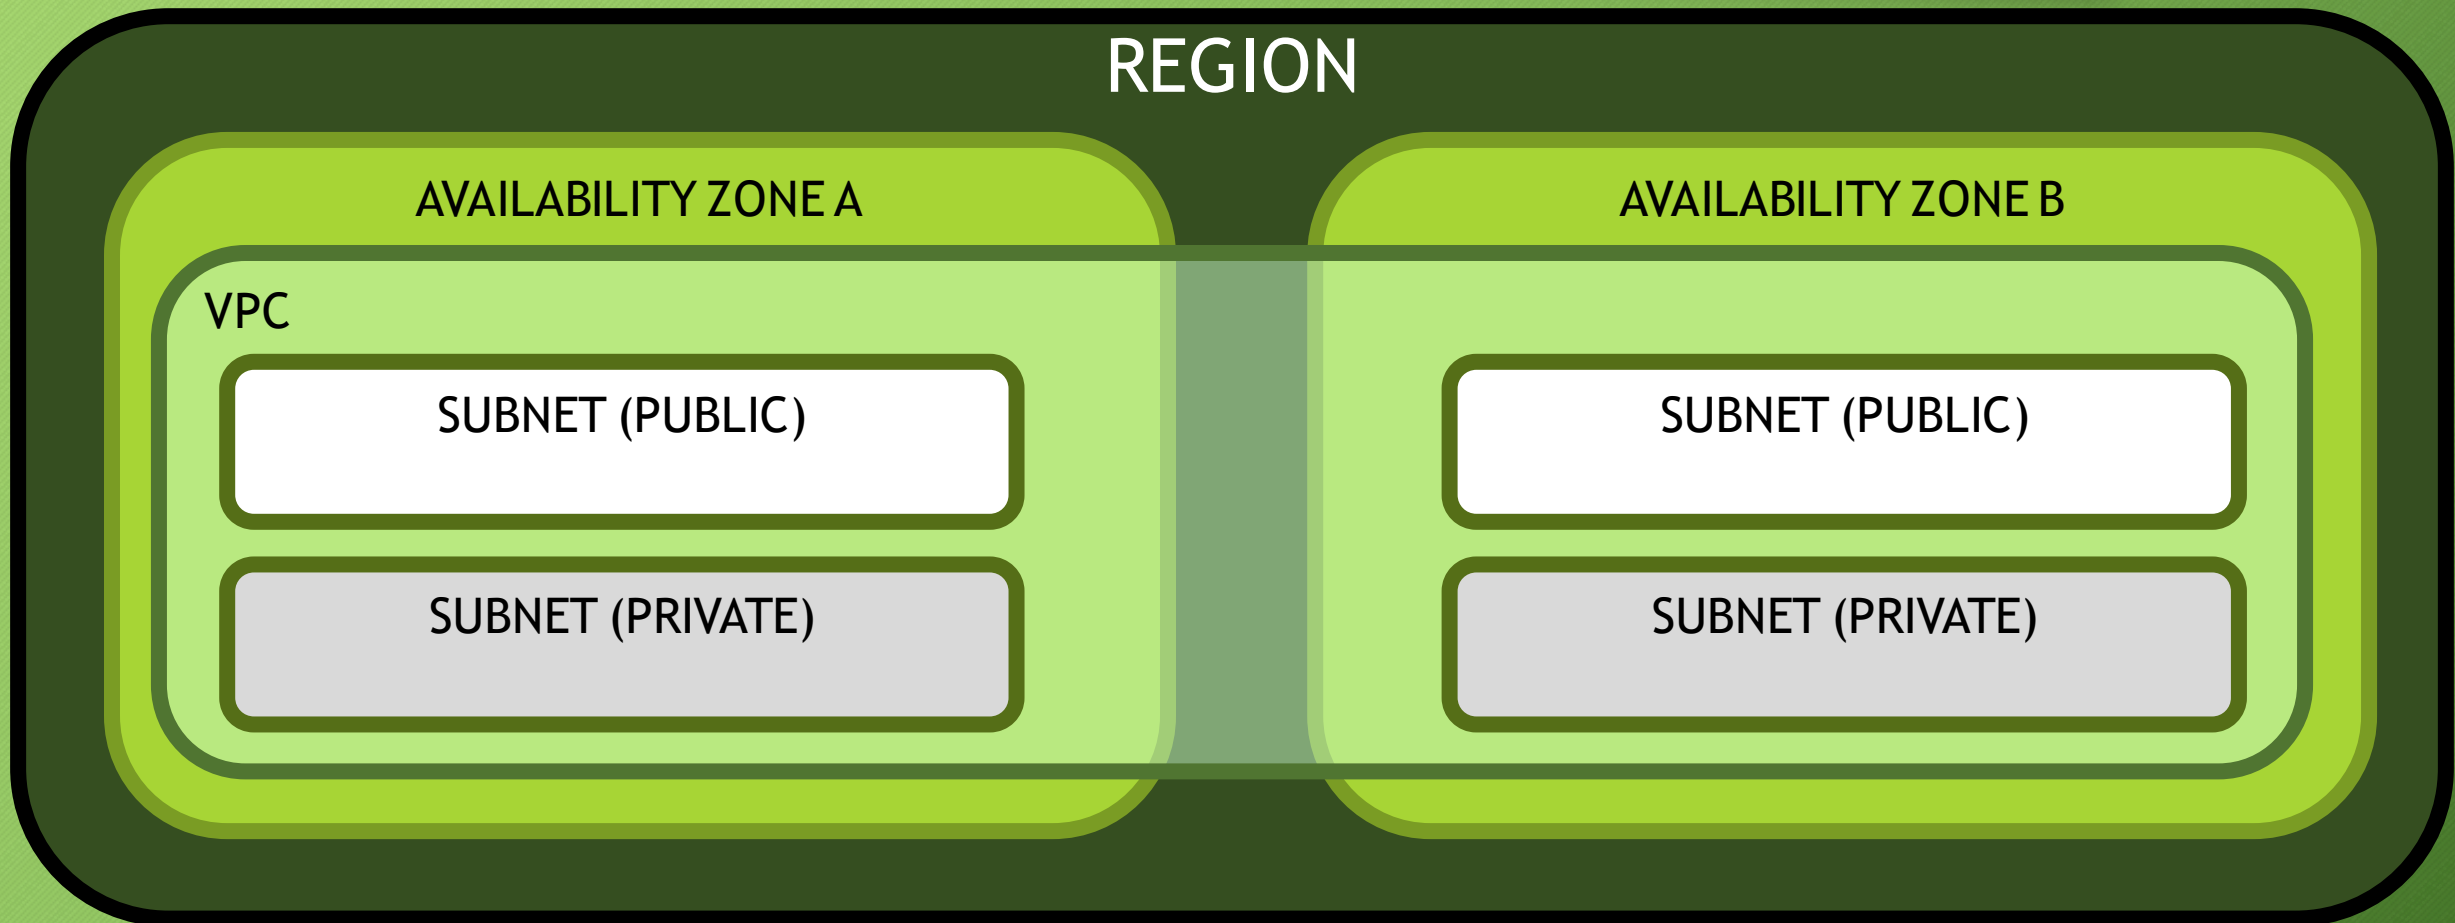 REGION
AVAILABILITY ZONE A
AVAILABILITY ZONE B
VPC
SUBNET (PUBLIC)
SUBNET (PUBLIC)
SUBNET (PRIVATE)
SUBNET (PRIVATE)